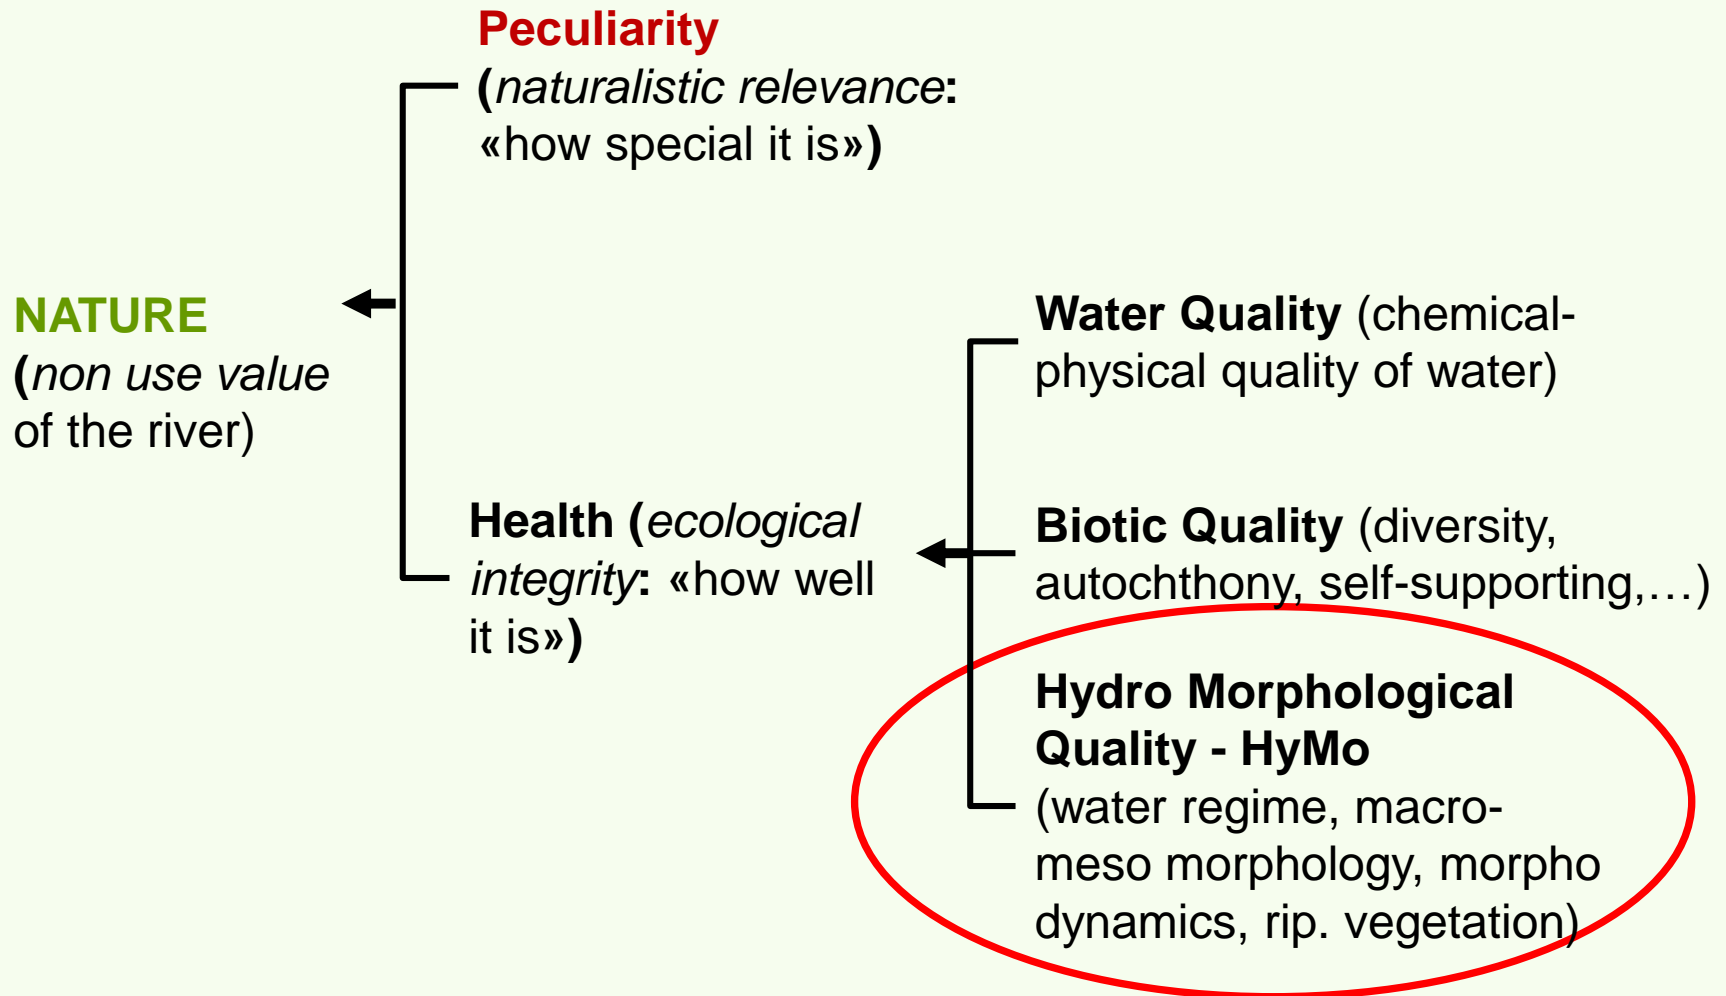 Peculiarity
(naturalistic relevance:
«how special it is»)
NATURE
(non use value
of the river)
Health (ecological
integrity: «how well
it is»)
Water Quality (chemical-
physical quality of water)
Biotic Quality (diversity,
autochthony, self-supporting,…)
Hydro Morphological
Quality - HyMo
(water regime, macro-
meso morphology, morpho
dynamics, rip. vegetation)